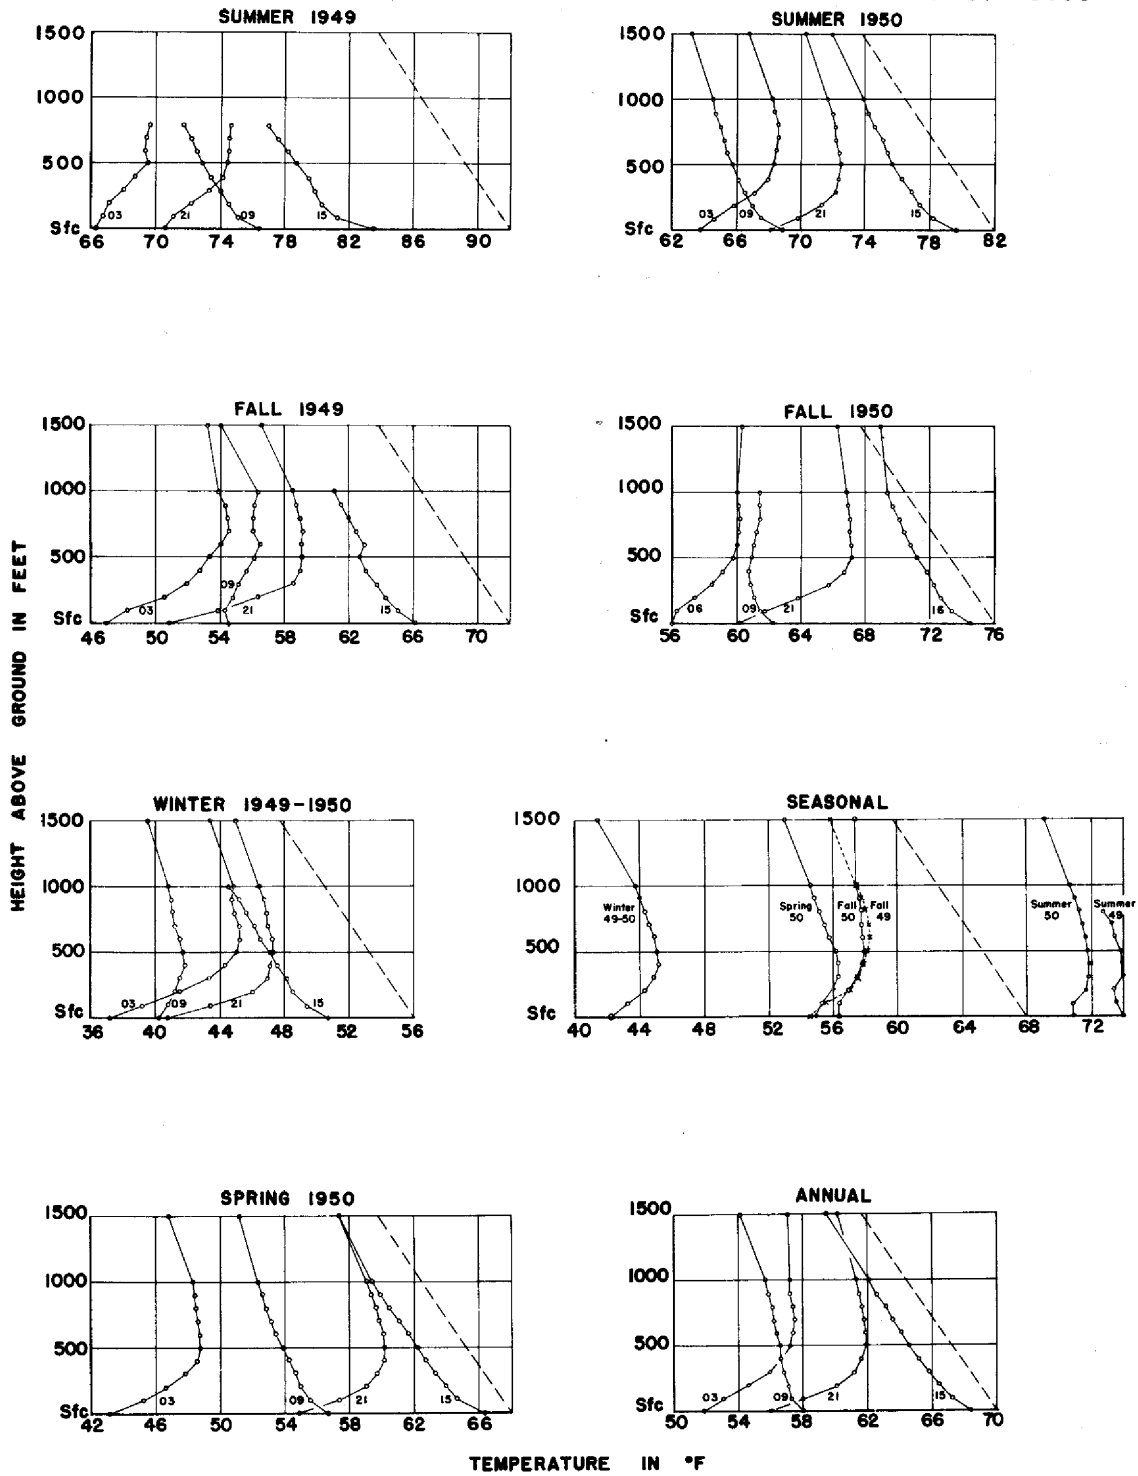 SUMMER 1949
1500
1000
500
Sfc
03 21 09 15
66 70 74 78 82 86 90
SUMMER 1950
1500
1000
500
Sfc
03 09 21 15
62 66 70 74 78 82
FALL 1949
1500
1000
500
Sfc
09
03 21 15
46 50 54 58 62 66 70
FALL 1950
1500
1000
500
Sfc
06 09 21 16
56 60 64 68 72 76
HEIGHT ABOVE GROUND IN FEET
WINTER 1949-1950
1500
1000
500
Sfc
03 09 21 15
36 40 44 48 52 56
SEASONAL
1500
1000
500
Sfc
Winter
49-50
Spring
50
Fall
50
Fall
49
Summer
50
Summer
49
40 44 48 52 56 60 64 68 72
SPRING 1950
1500
1000
500
Sfc
03 09 21 15
42 46 50 54 58 62 66
ANNUAL
1500
1000
500
Sfc
03 09 21 15
50 54 58 62 66 70
TEMPERATURE IN °F